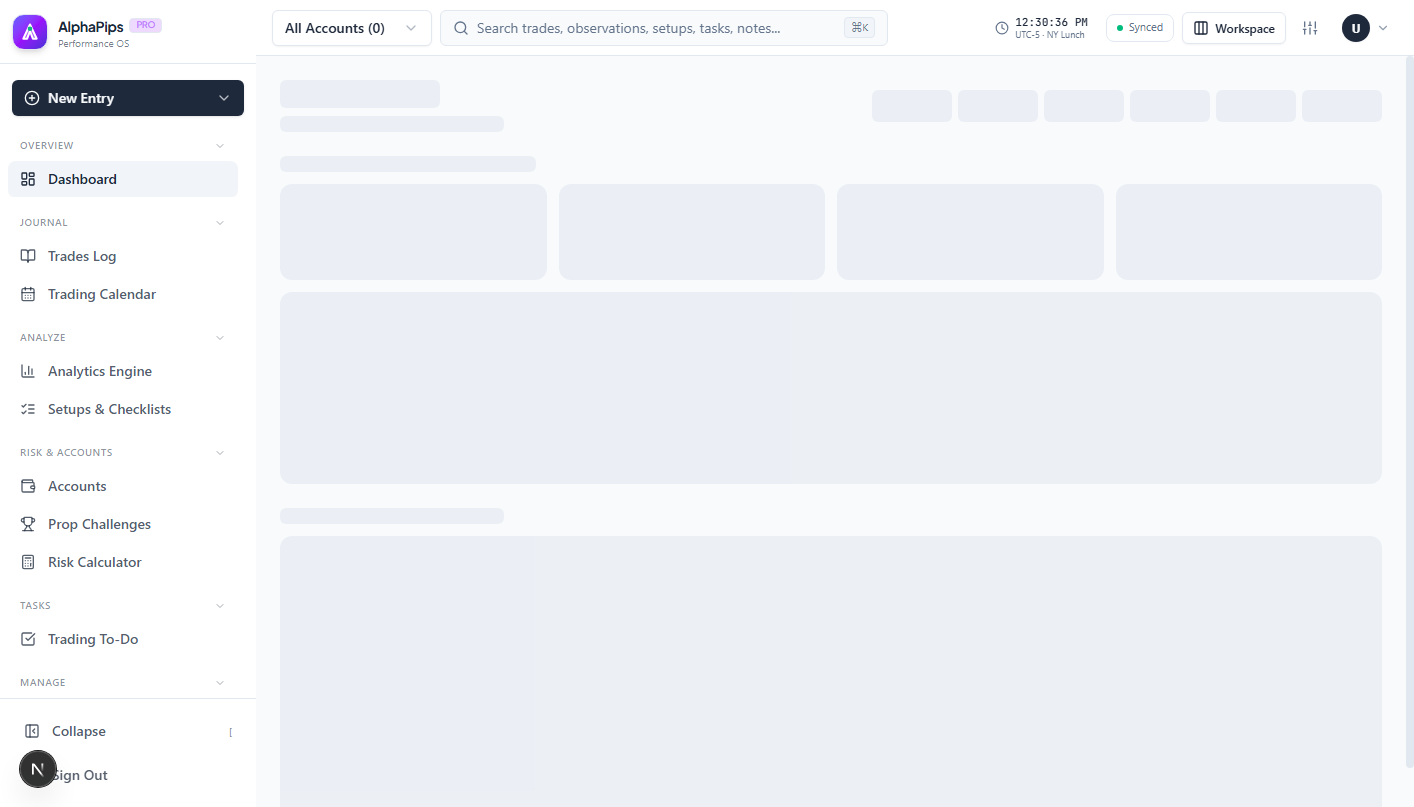 AlphaPips PRO
Performance OS
All Accounts (0)
Search trades, observations, setups, tasks, notes...
⌘K
12:30:36 PM
UTC-5 · NY Lunch
Synced
Workspace
U
New Entry
OVERVIEW
Dashboard
JOURNAL
Trades Log
Trading Calendar
ANALYZE
Analytics Engine
Setups & Checklists
RISK & ACCOUNTS
Accounts
Prop Challenges
Risk Calculator
TASKS
Trading To-Do
MANAGE
Collapse [
N
Sign Out